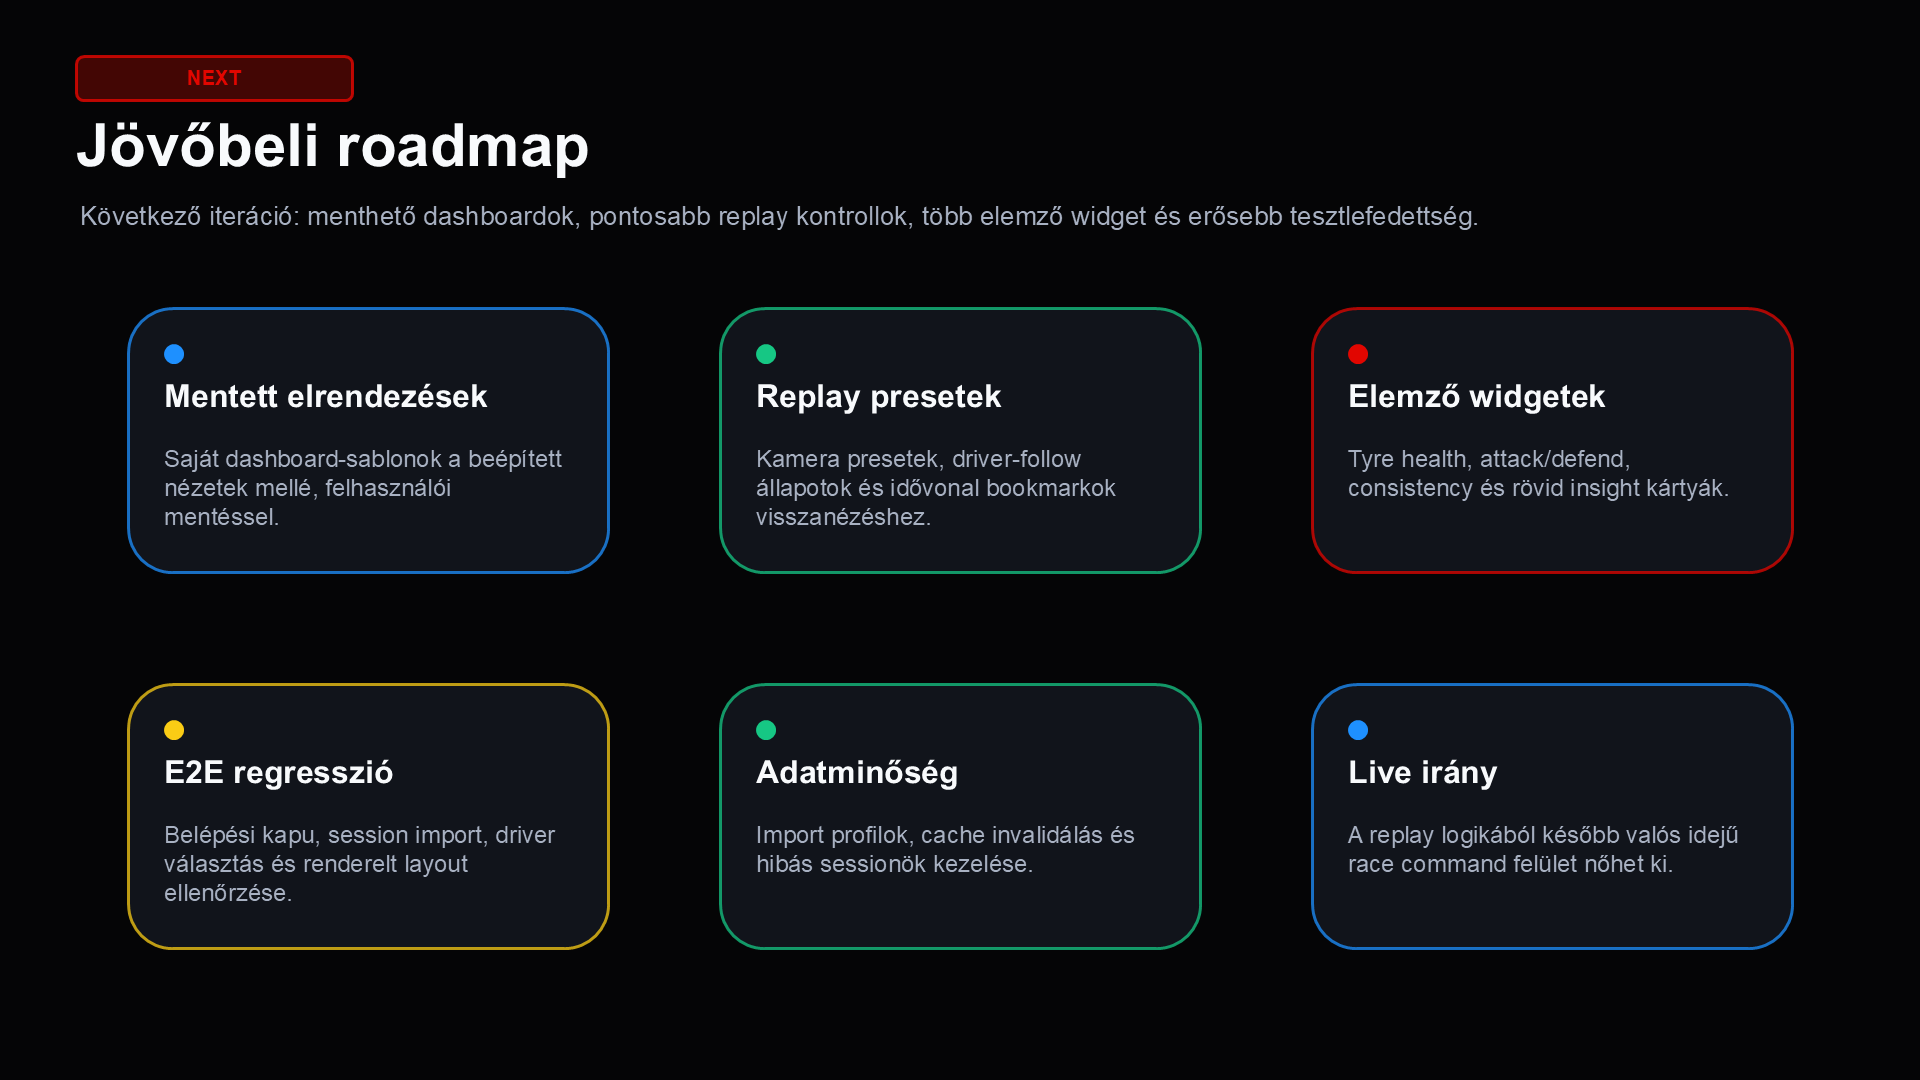 NEXT
Jövőbeli roadmap
Következő iteráció: menthető dashboardok, pontosabb replay kontrollok, több elemző widget és erősebb tesztlefedettség.
Mentett elrendezések
Saját dashboard-sablonok a beépített
nézetek mellé, felhasználói
mentéssel.
Replay presetek
Kamera presetek, driver-follow
állapotok és idővonal bookmarkok
visszanézéshez.
Elemző widgetek
Tyre health, attack/defend,
consistency és rövid insight kártyák.
E2E regresszió
Belépési kapu, session import, driver
választás és renderelt layout
ellenőrzése.
Adatminőség
Import profilok, cache invalidálás és
hibás sessionök kezelése.
Live irány
A replay logikából később valós idejű
race command felület nőhet ki.